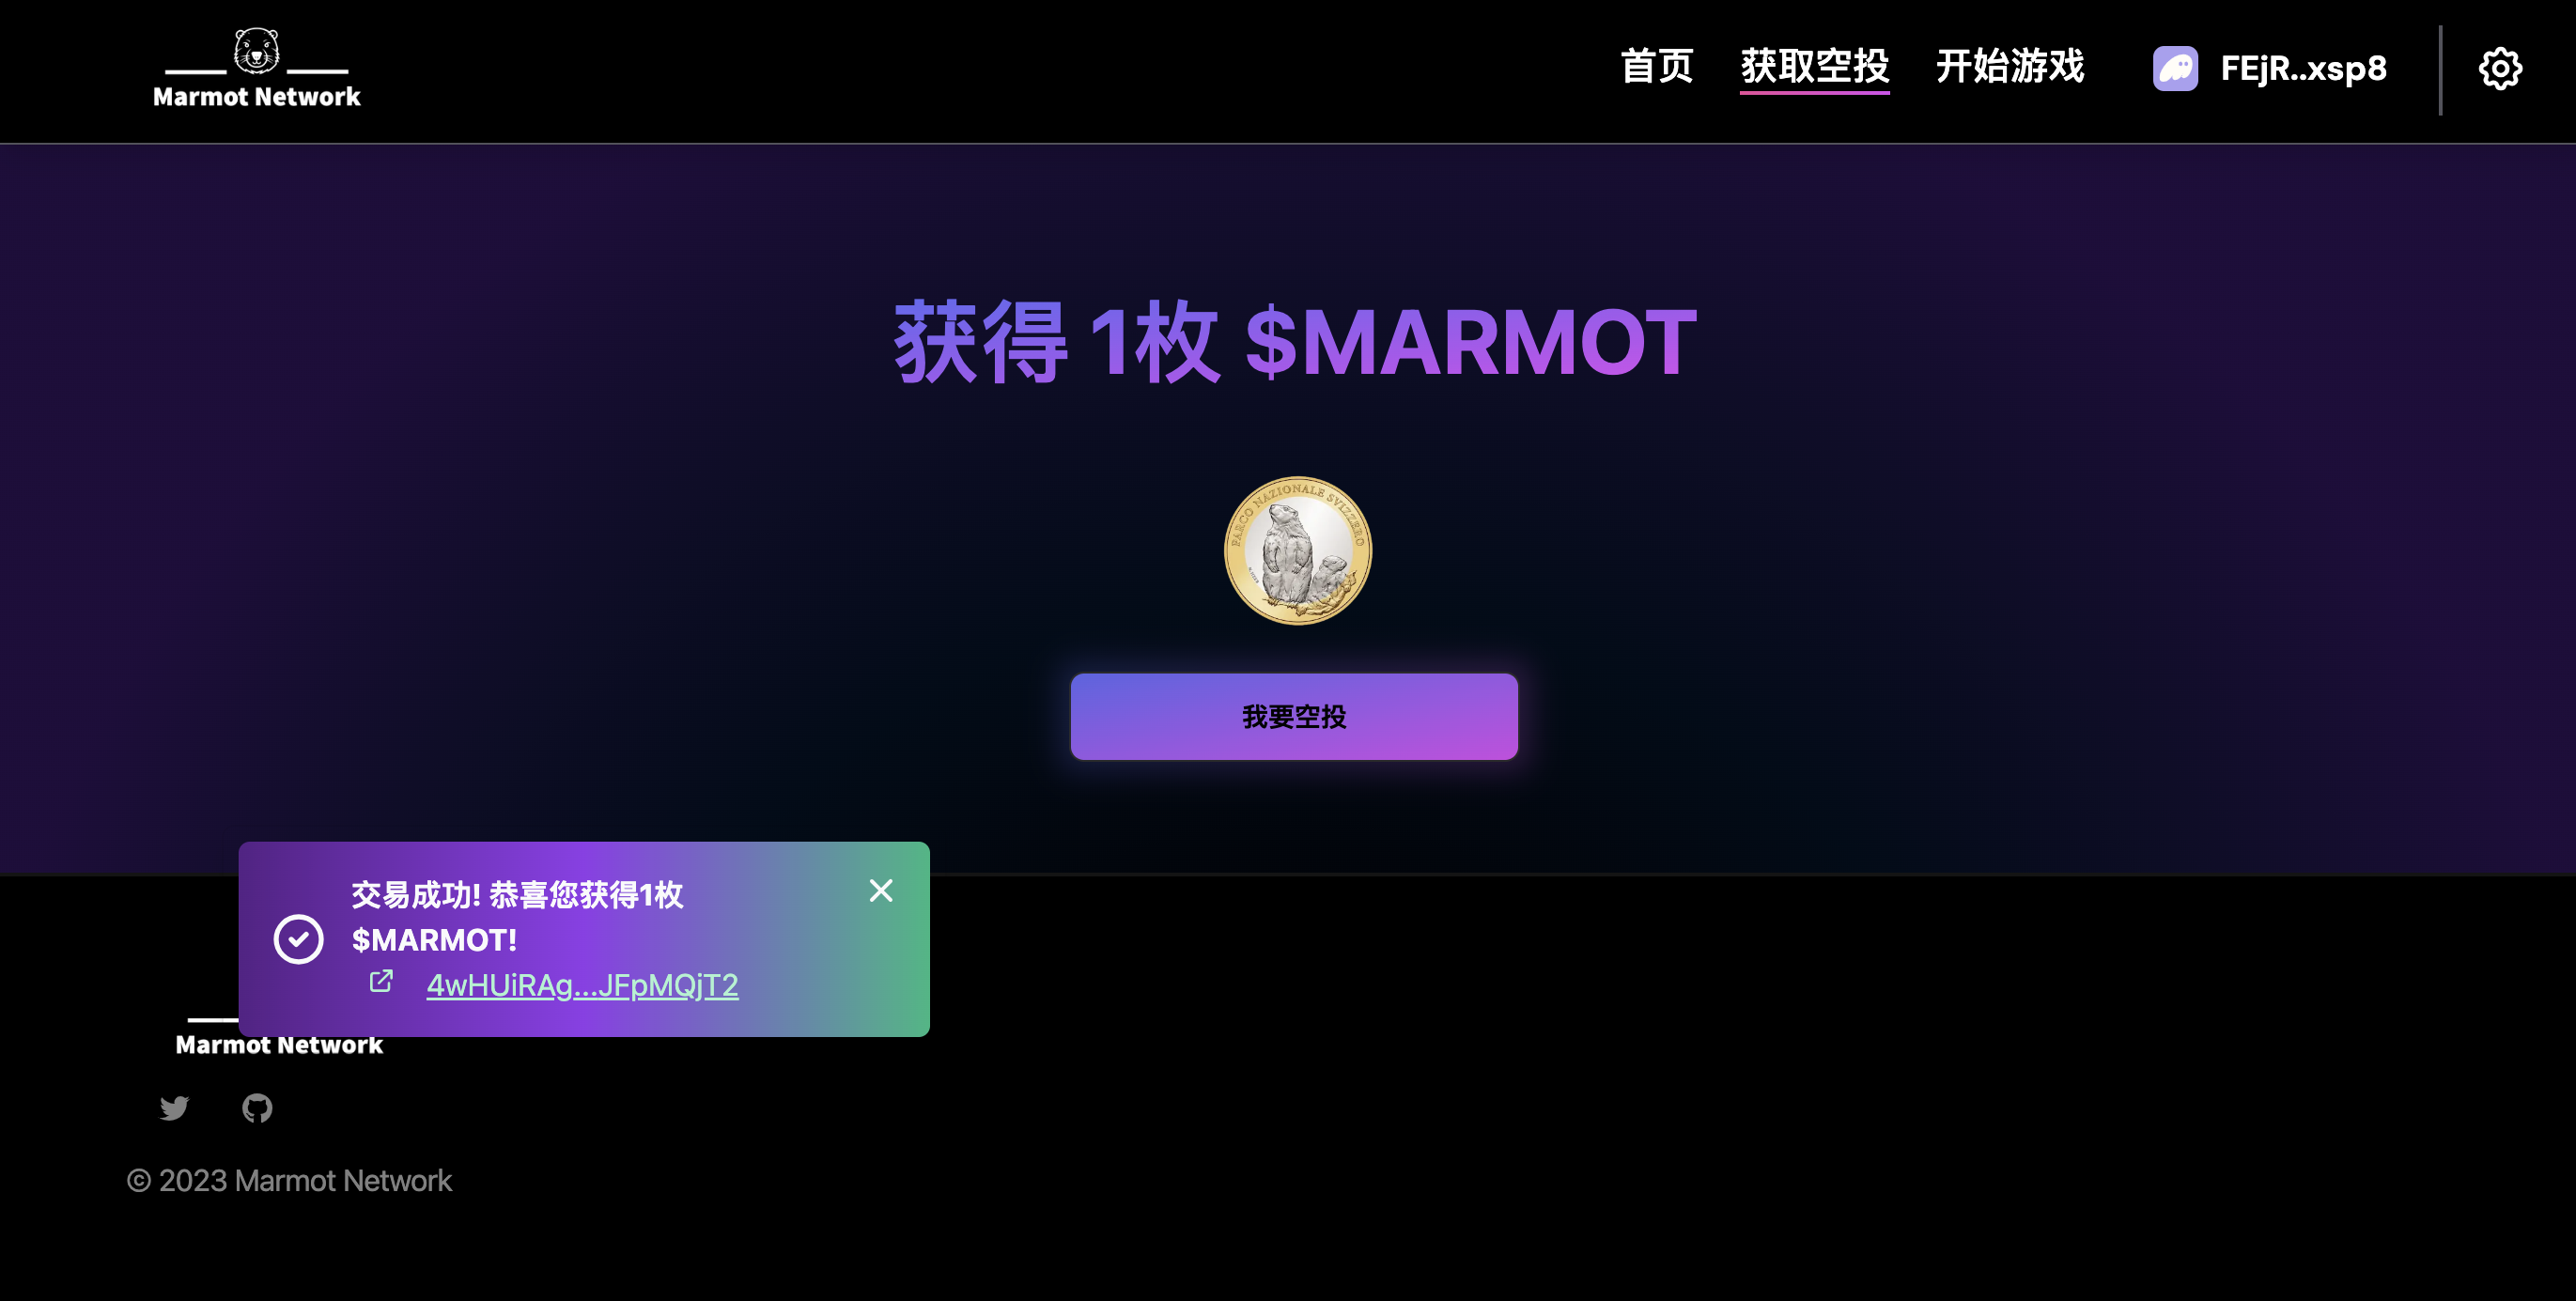 Marmot Network
首页
获取空投
开始游戏
FEjR..xsp8
获得 1枚 $MARMOT
PARCO NAZIONALE SVIZZERO
我要空投
交易成功! 恭喜您获得1枚
$MARMOT!
4wHUiRAg...JFpMQjT2
Marmot Network
© 2023 Marmot Network